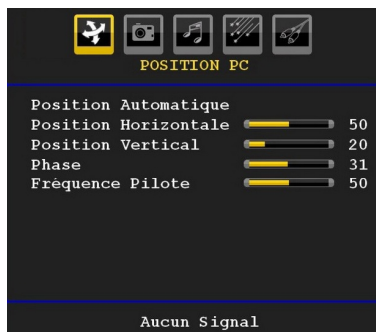 POSITION PC
Position Automatique
Position Horizontale 50
Position Vertical 20
Phase 31
Fréquence Pilote 50
Aucun Signal